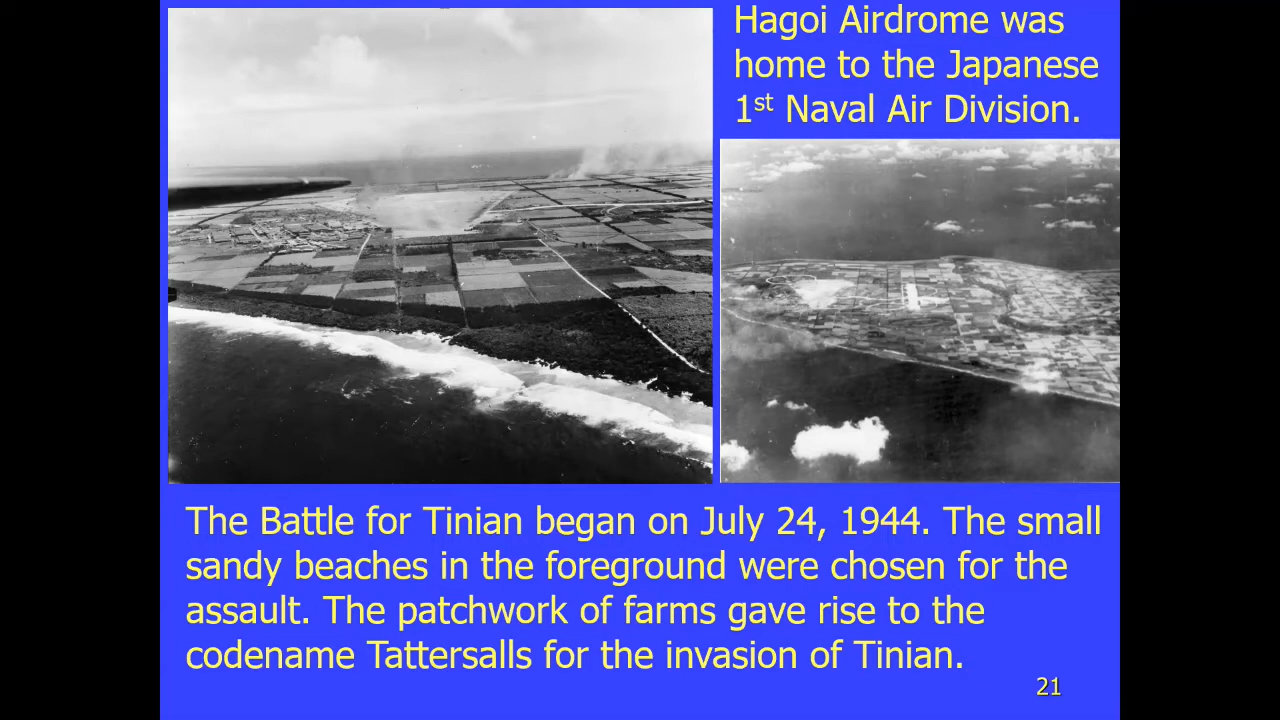 Hagoi Airdrome was
home to the Japanese
1st Naval Air Division.
The Battle for Tinian began on July 24, 1944. The small
sandy beaches in the foreground were chosen for the
assault. The patchwork of farms gave rise to the
codename Tattersalls for the invasion of Tinian.
21